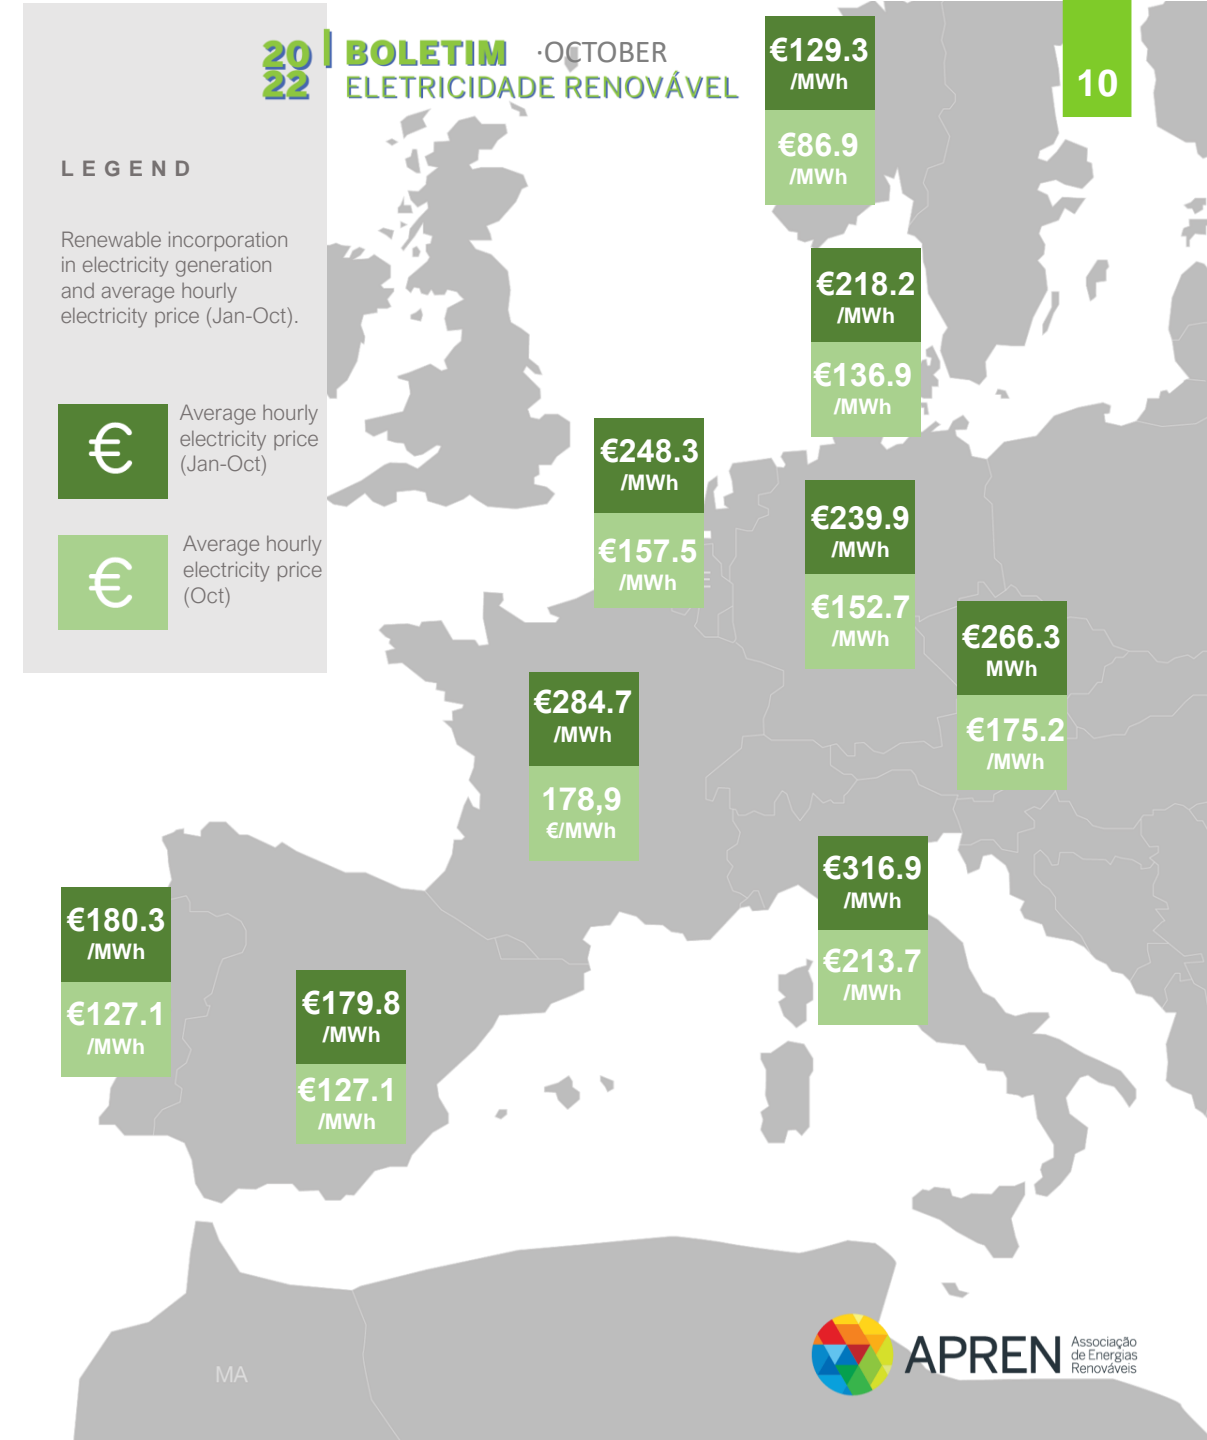 20
22
BOLETIM ·OCTOBER
ELETRICIDADE RENOVÁVEL
10
LEGEND
Renewable incorporation
in electricity generation
and average hourly
electricity price (Jan-Oct).
€
Average hourly
electricity price
(Jan-Oct)
€
Average hourly
electricity price
(Oct)
€129.3
/MWh
€86.9
/MWh
€218.2
/MWh
€136.9
/MWh
€248.3
/MWh
€157.5
/MWh
E
€239.9
/MWh
€152.7
/MWh
€266.3
MWh
€175.2
/MWh
€284.7
/MWh
178,9
€/MWh
€316.9
/MWh
€213.7
/MWh
€180.3
/MWh
€127.1
/MWh
€179.8
/MWh
€127.1
/MWh
MA
APREN
Associação
de Energias
Renováveis